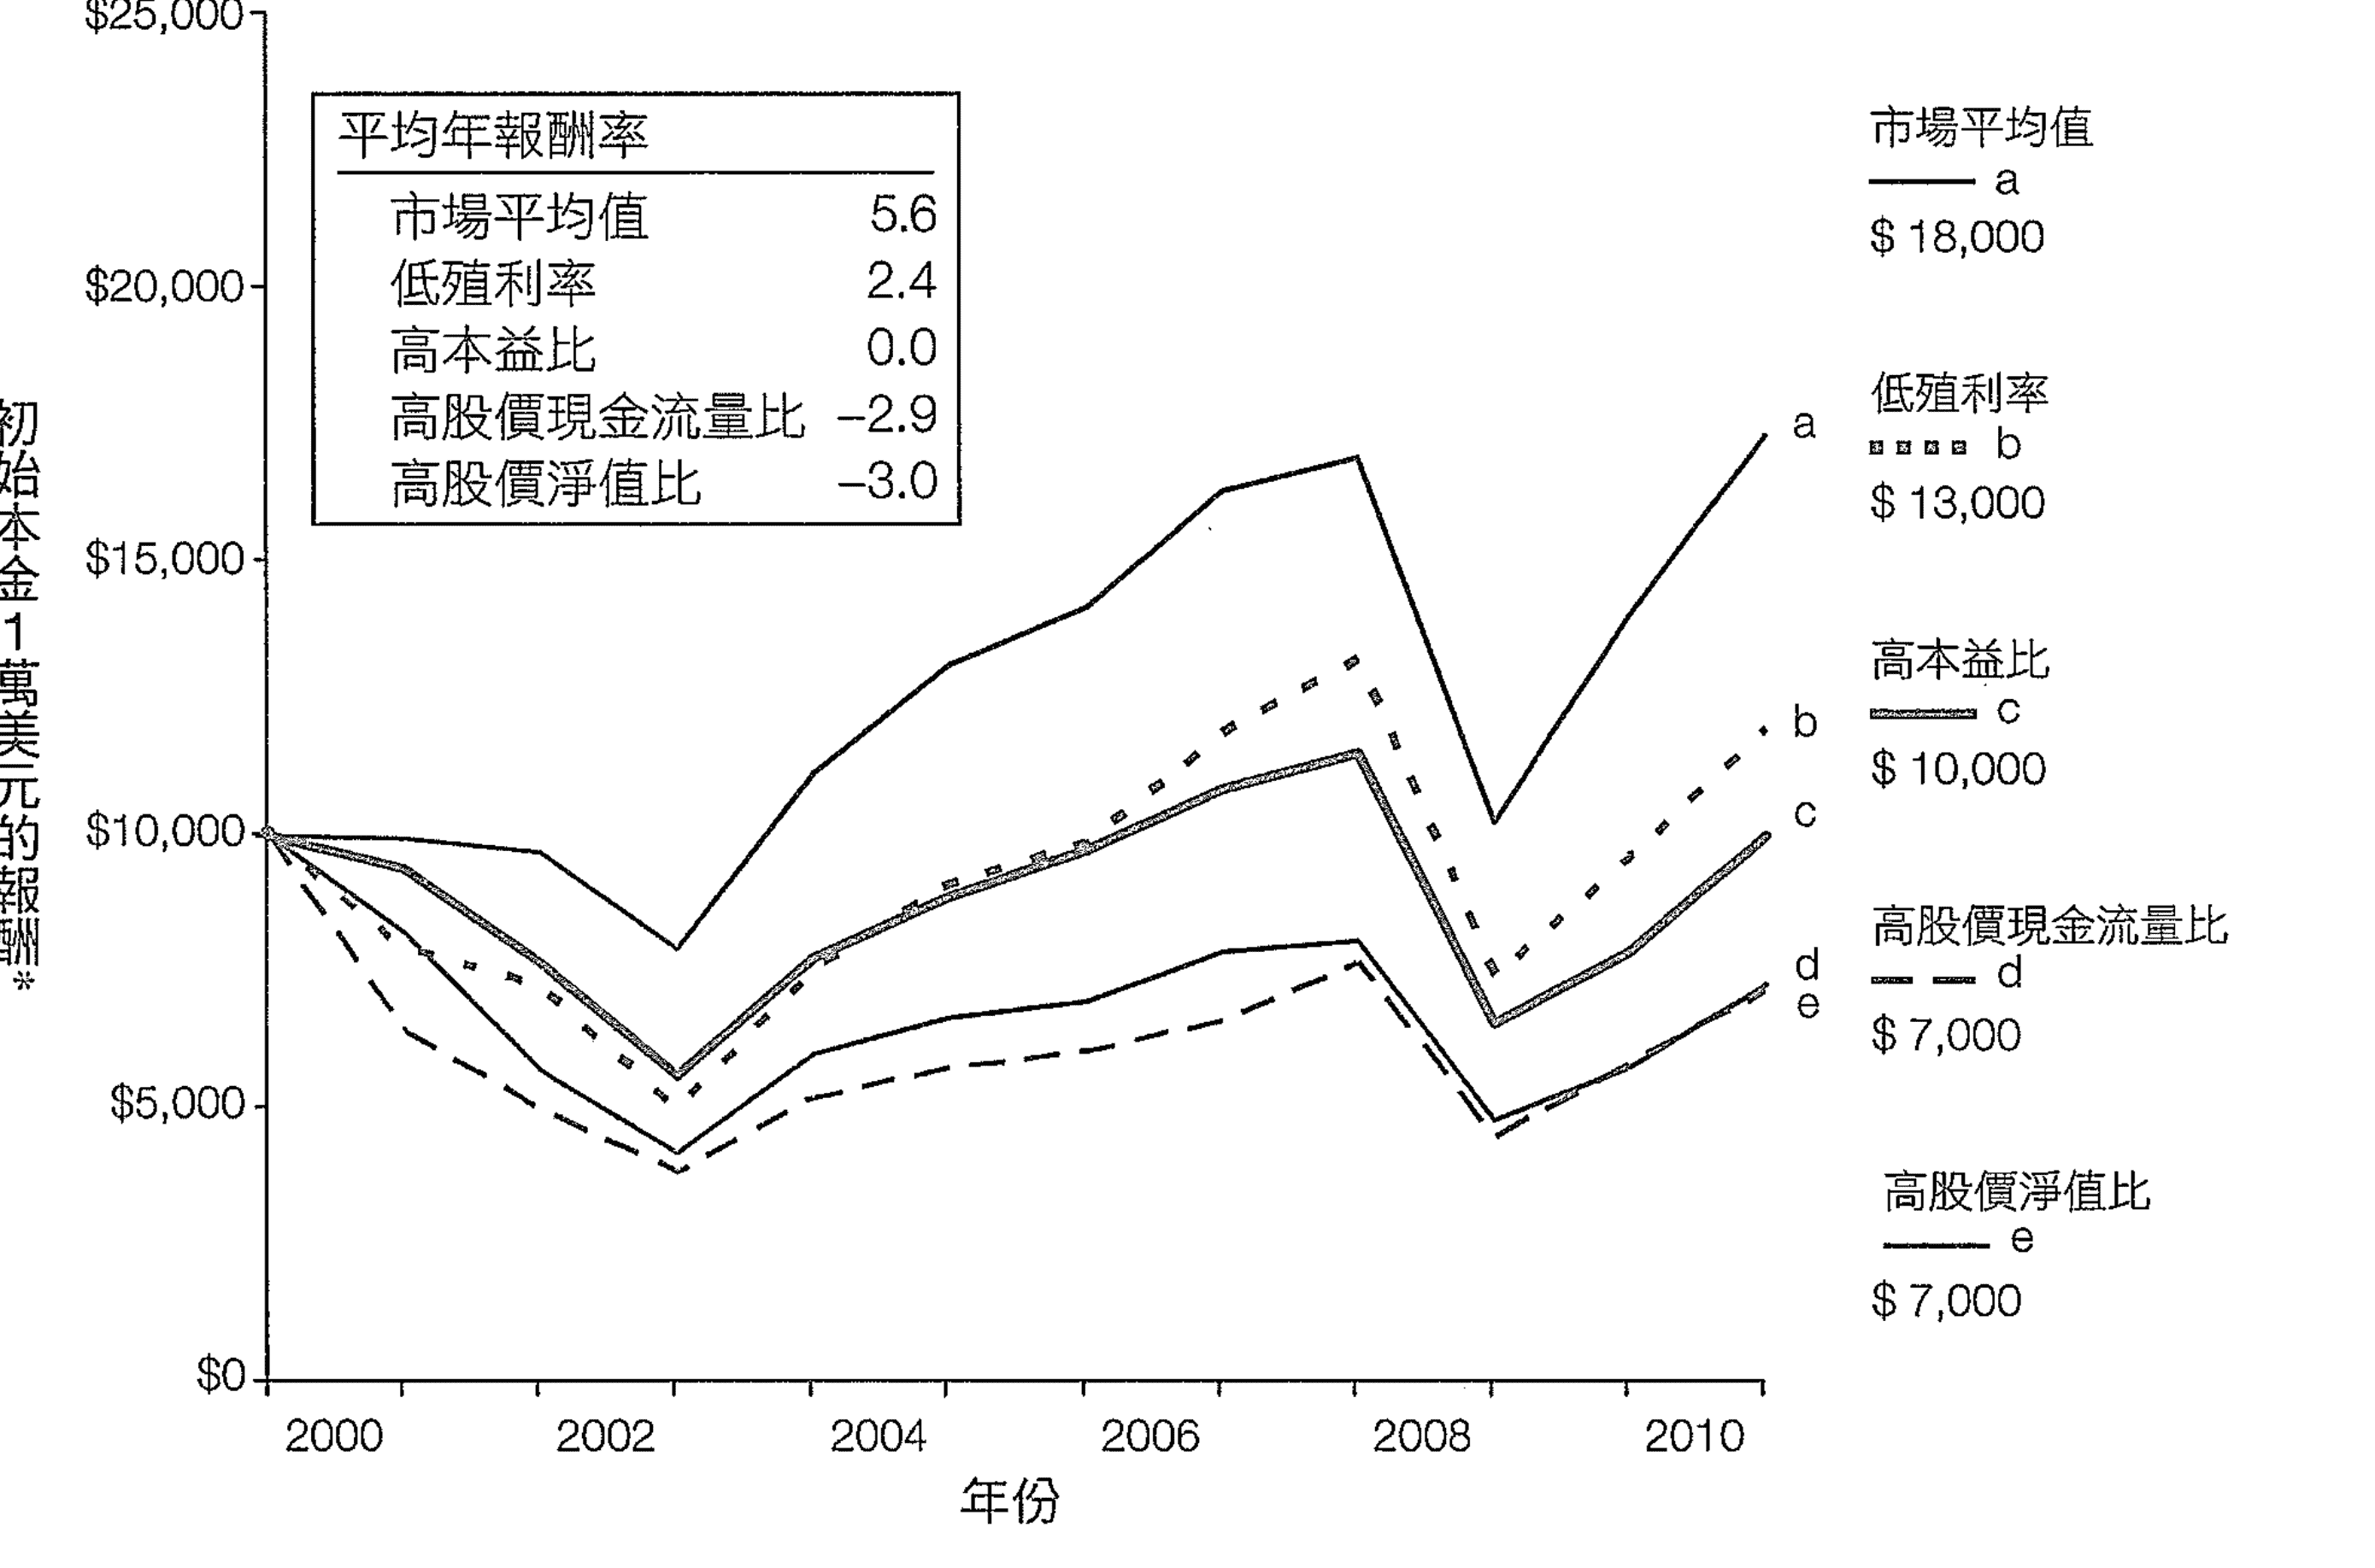 $25,000
$20,000
$15,000
$10,000
$5,000
$0
初始本金1萬美元的報酬*
平均年報酬率
市場平均值 5.6
低殖利率 2.4
高本益比 0.0
高股價現金流量比 –2.9
高股價淨值比 –3.0
a
b
c
d
e
2000 2002 2004 2006 2008 2010
年份
市場平均值
a
$ 18,000
低殖利率
b
$ 13,000
高本益比
c
$ 10,000
高股價現金流量比
d
$ 7,000
高股價淨值比
e
$ 7,000